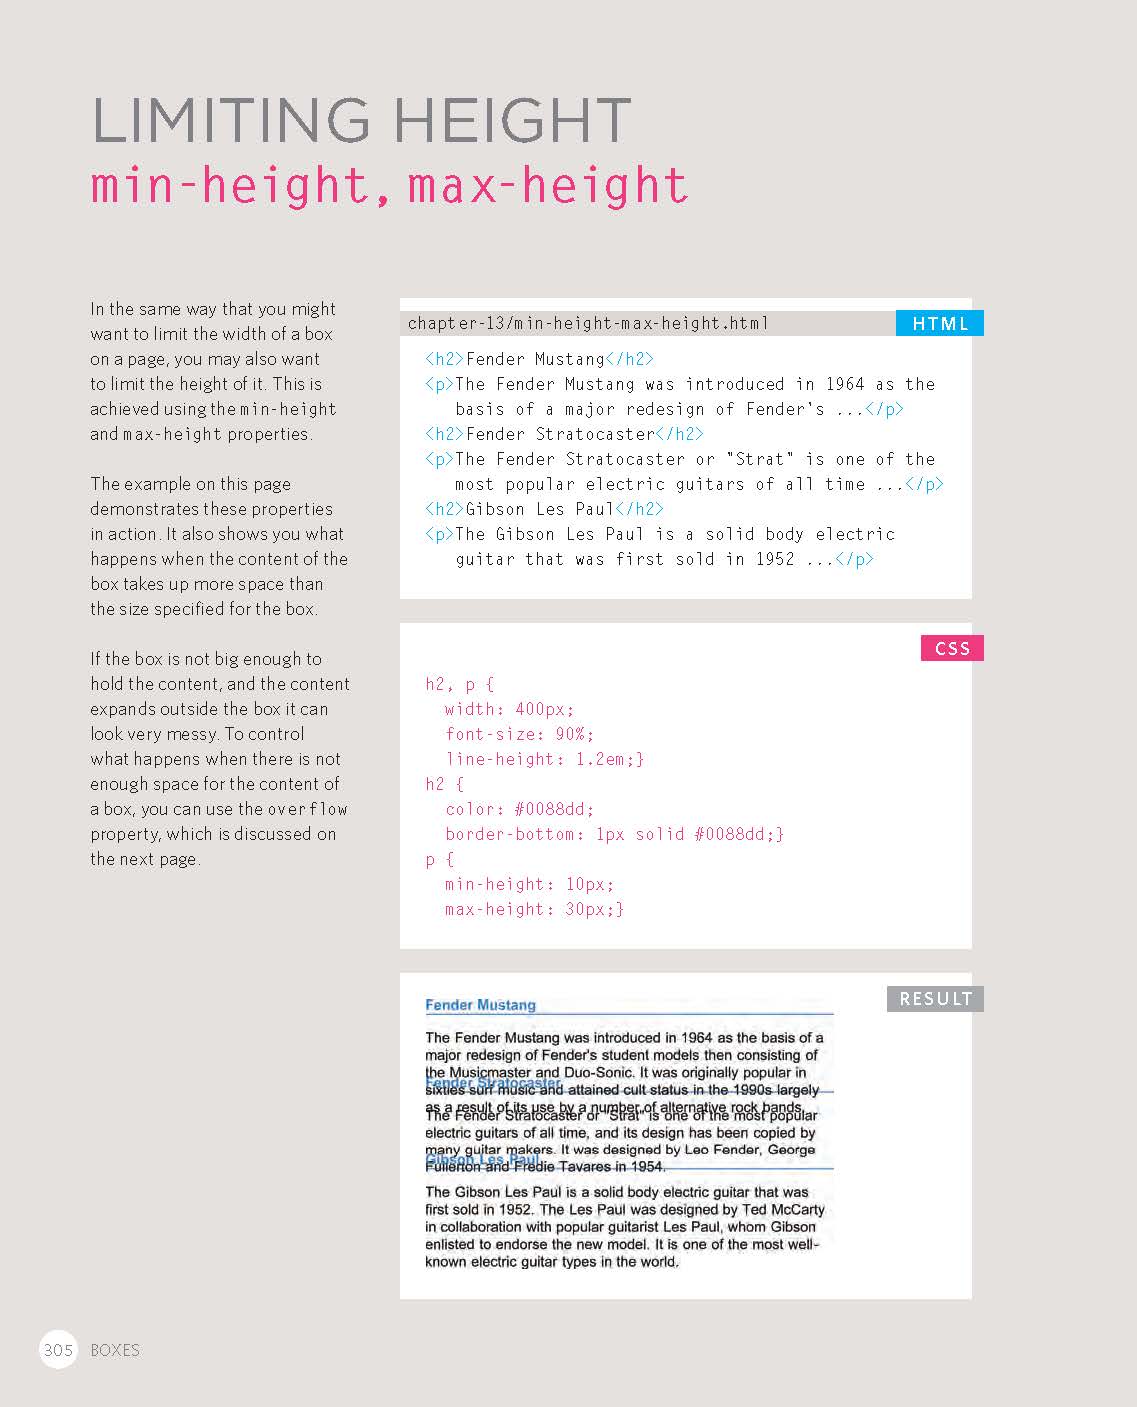 LIMITING HEIGHT
min-height, max-height
In the same way that you might
want to limit the width of a box
on a page, you may also want
to limit the height of it. This is
achieved using the min-height
and max-height properties.
The example on this page
demonstrates these properties
in action. It also shows you what
happens when the content of the
box takes up more space than
the size specified for the box.
If the box is not big enough to
hold the content, and the content
expands outside the box it can
look very messy. To control
what happens when there is not
enough space for the content of
a box, you can use the overflow
property, which is discussed on
the next page.
chapter-13/min-height-max-height.html
HTML
<h2>Fender Mustang</h2>
<p>The Fender Mustang was introduced in 1964 as the
basis of a major redesign of Fender's ...</p>
<h2>Fender Stratocaster</h2>
<p>The Fender Stratocaster or "Strat" is one of the
most popular electric guitars of all time ...</p>
<h2>Gibson Les Paul</h2>
<p>The Gibson Les Paul is a solid body electric
guitar that was first sold in 1952 ...</p>
CSS
h2, p {
width: 400px;
font-size: 90%;
line-height: 1.2em;}
h2 {
color: #0088dd;
border-bottom: 1px solid #0088dd;}
p {
min-height: 10px;
max-height: 30px;}
RESULT
Fender Mustang
The Fender Mustang was introduced in 1964 as the basis of a
major redesign of Fender's student models then consisting of
the Musicmaster and Duo-Sonic. It was originally popular in
Fender Stratocaster
sixties surf music and attained cult status in the 1990s largely
as a result of its use by a number of alternative rock bands.
The Fender Stratocaster or "Strat" is one of the most popular
electric guitars of all time, and its design has been copied by
many guitar makers. It was designed by Leo Fender, George
Gibson Les Paul
Fullerton and Fredie Tavares in 1954.
The Gibson Les Paul is a solid body electric guitar that was
first sold in 1952. The Les Paul was designed by Ted McCarty
in collaboration with popular guitarist Les Paul, whom Gibson
enlisted to endorse the new model. It is one of the most well-
known electric guitar types in the world.
305 BOXES